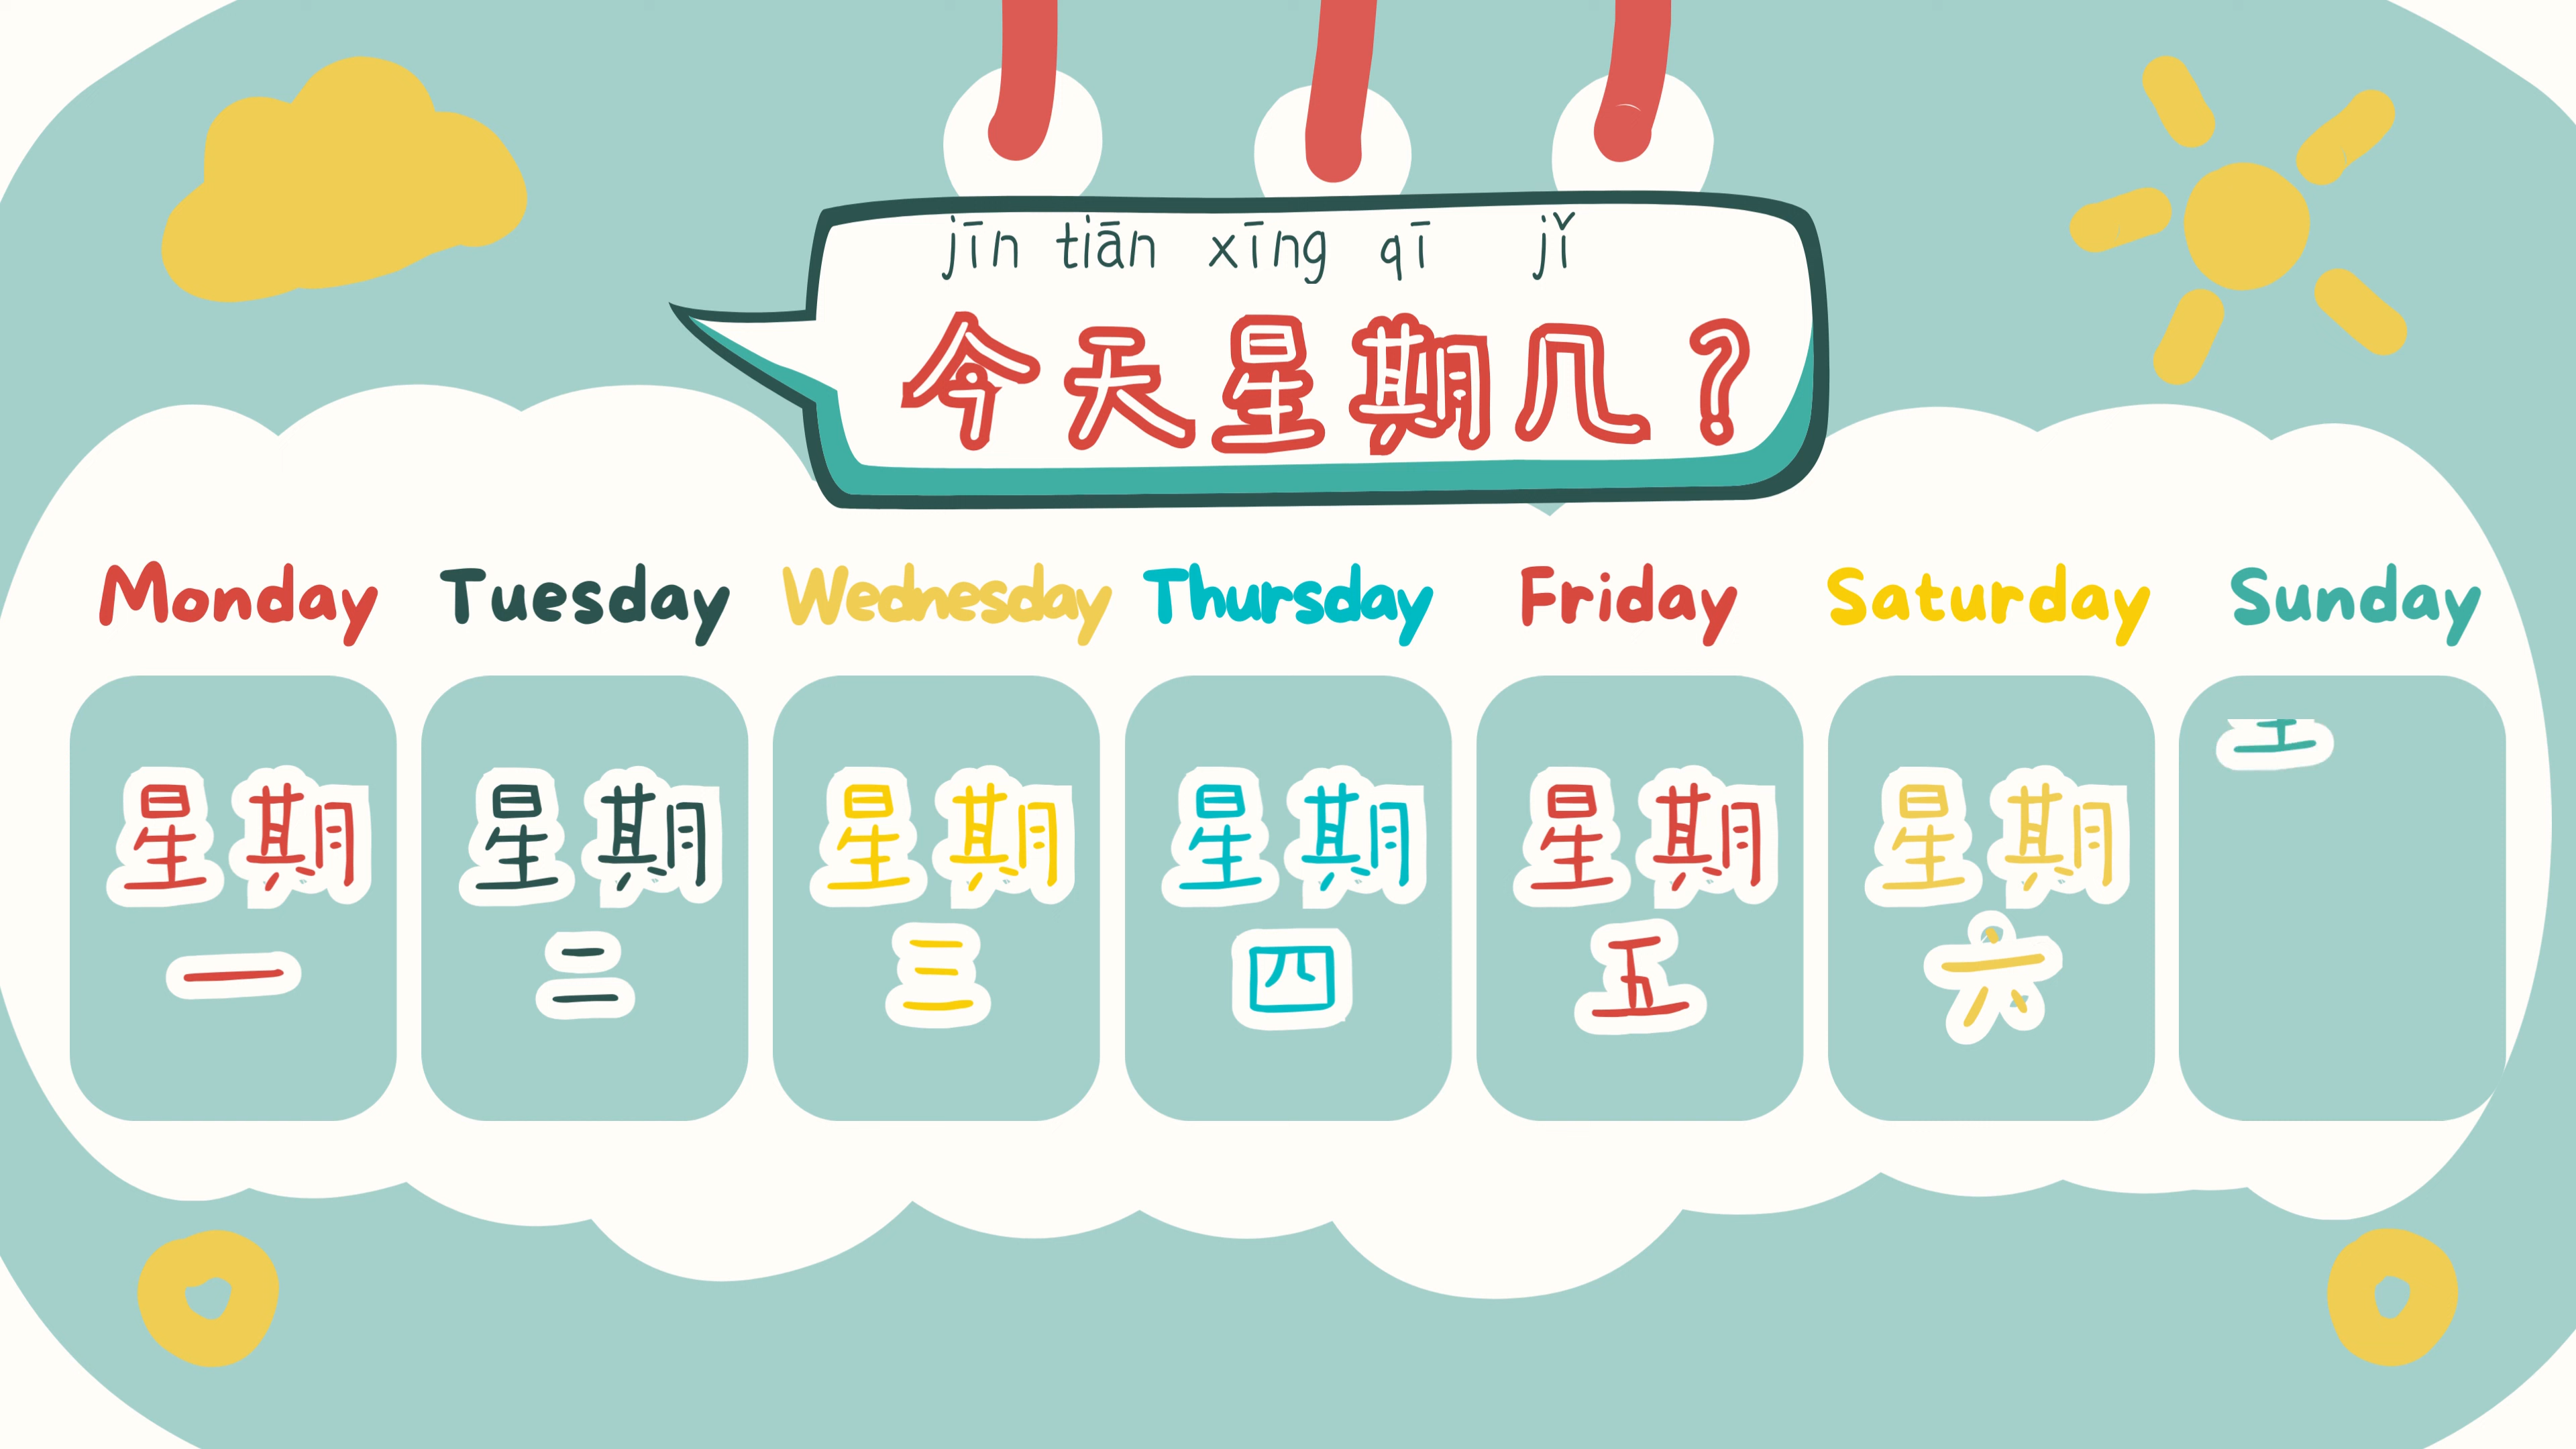 jīn tiān xīng qī jǐ
今天星期几?
Monday Tuesday Wednesday Thursday Friday Saturday Sunday
星期
一
星期
二
星期
三
星期
四
星期
五
星期
六